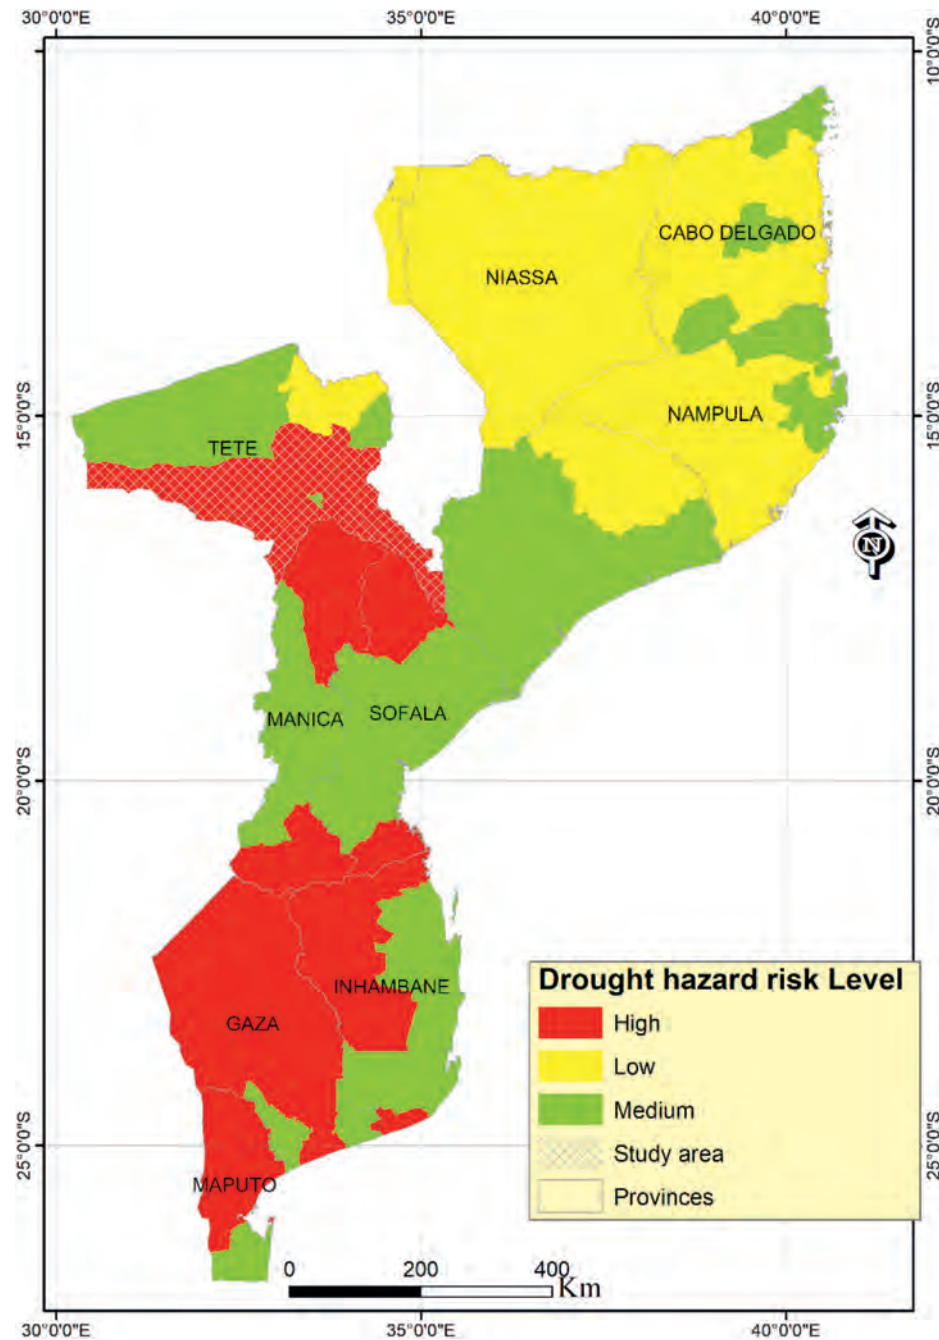 30°0'0"E 35°0'0"E 40°0'0"E
10°0'0"S
CABO DELGADO
NIASSA
15°0'0"S NAMPULA 15°0'0"S
TETE
N
MANICA SOFALA
20°0'0"S 20°0'0"S
Drought hazard risk Level
INHAMBANE
High
GAZA
Low
Medium
25°0'0"S Study area 25°0'0"S
MAPUTO
Provinces
0 200 400
Km
30°0'0"E 35°0'0"E 40°0'0"E